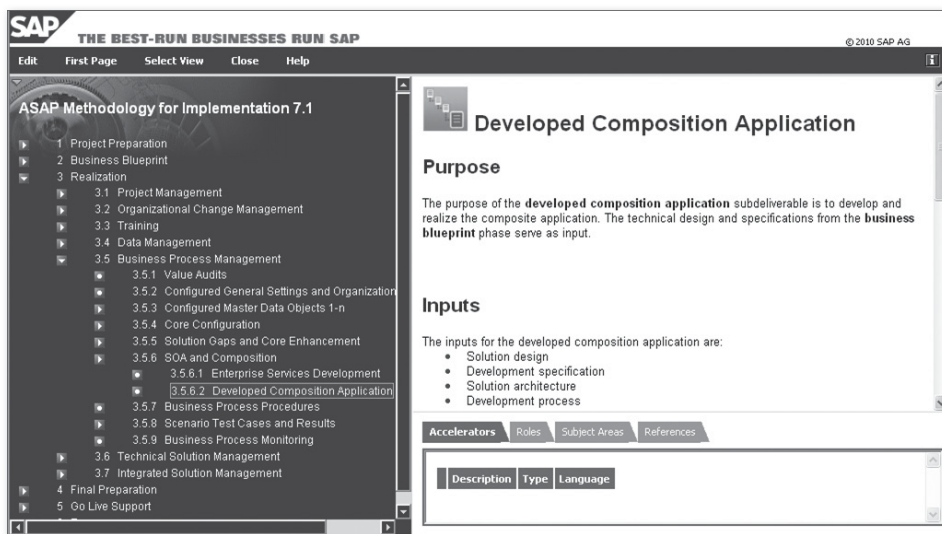 SAP
THE BEST-RUN BUSINESSES RUN SAP
© 2010 SAP AG
Edit First Page Select View Close Help
i
ASAP Methodology for Implementation 7.1
1 Project Preparation
2 Business Blueprint
3 Realization
3.1 Project Management
3.2 Organizational Change Management
3.3 Training
3.4 Data Management
3.5 Business Process Management
3.5.1 Value Audits
3.5.2 Configured General Settings and Organization
3.5.3 Configured Master Data Objects 1-n
3.5.4 Core Configuration
3.5.5 Solution Gaps and Core Enhancement
3.5.6 SOA and Composition
3.5.6.1 Enterprise Services Development
3.5.6.2 Developed Composition Application
3.5.7 Business Process Procedures
3.5.8 Scenario Test Cases and Results
3.5.9 Business Process Monitoring
3.6 Technical Solution Management
3.7 Integrated Solution Management
4 Final Preparation
5 Go Live Support
Developed Composition Application
Purpose
The purpose of the developed composition application subdeliverable is to develop and
realize the composite application. The technical design and specifications from the business
blueprint phase serve as input.
Inputs
The inputs for the developed composition application are:
• Solution design
• Development specification
• Solution architecture
• Development process
Accelerators Roles Subject Areas References
Description Type Language